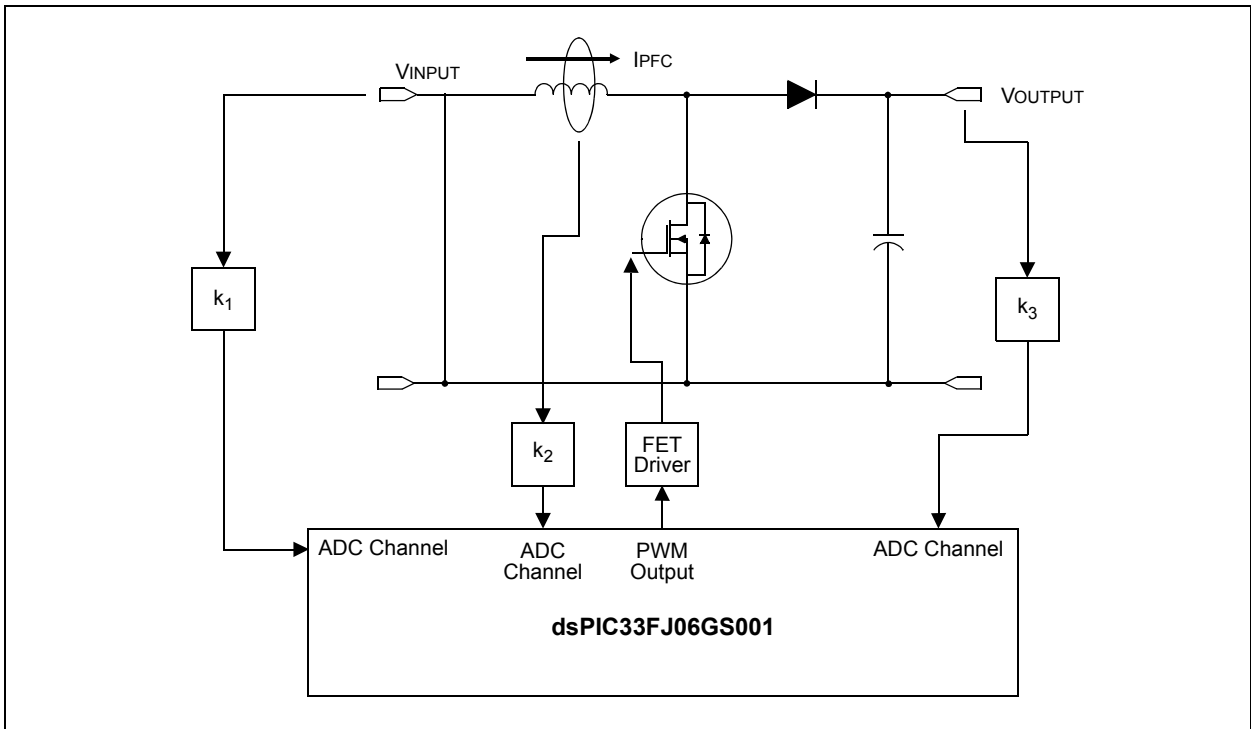 IPFC
VINPUT
VOUTPUT
k1
k3
k2
FET
Driver
ADC Channel
ADC
Channel
PWM
Output
ADC Channel
dsPIC33FJ06GS001